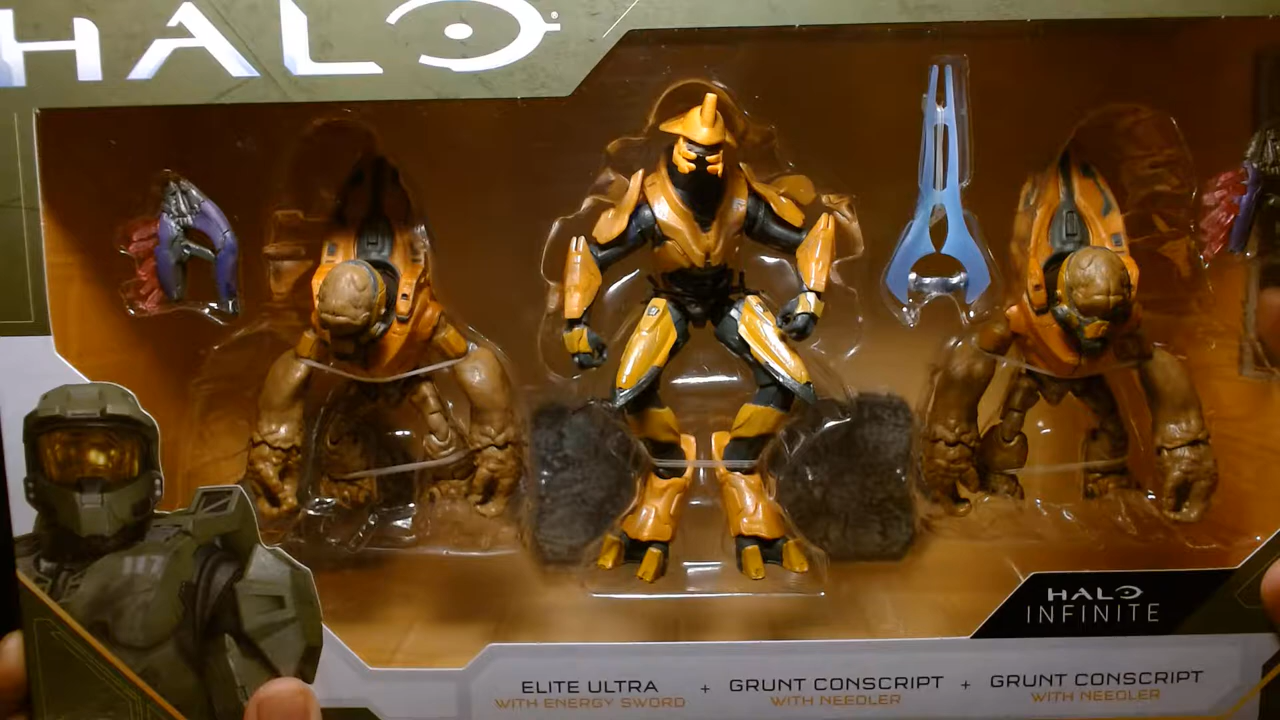 HALO
HALO
INFINITE
ELITE ULTRA + GRUNT CONSCRIPT + GRUNT CONSCRIPT
WITH ENERGY SWORD WITH NEEDLER WITH NEEDLER